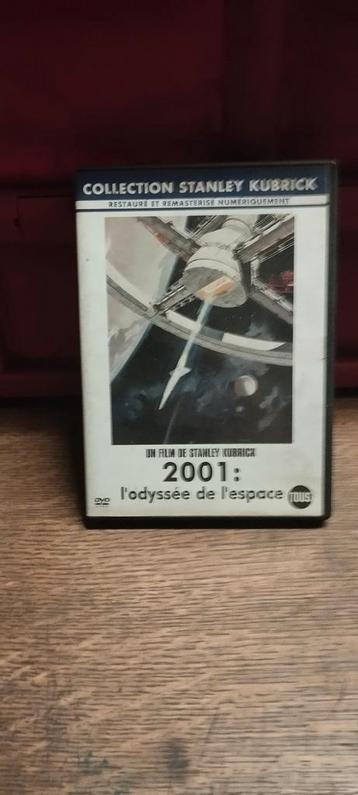 COLLECTION STANLEY KUBRICK
RESTAURÉ ET REMASTERISÉ NUMÉRIQUEMENT
UN FILM DE STANLEY KUBRICK
2001:
l'odyssée de l'espace
TOUS
DVD